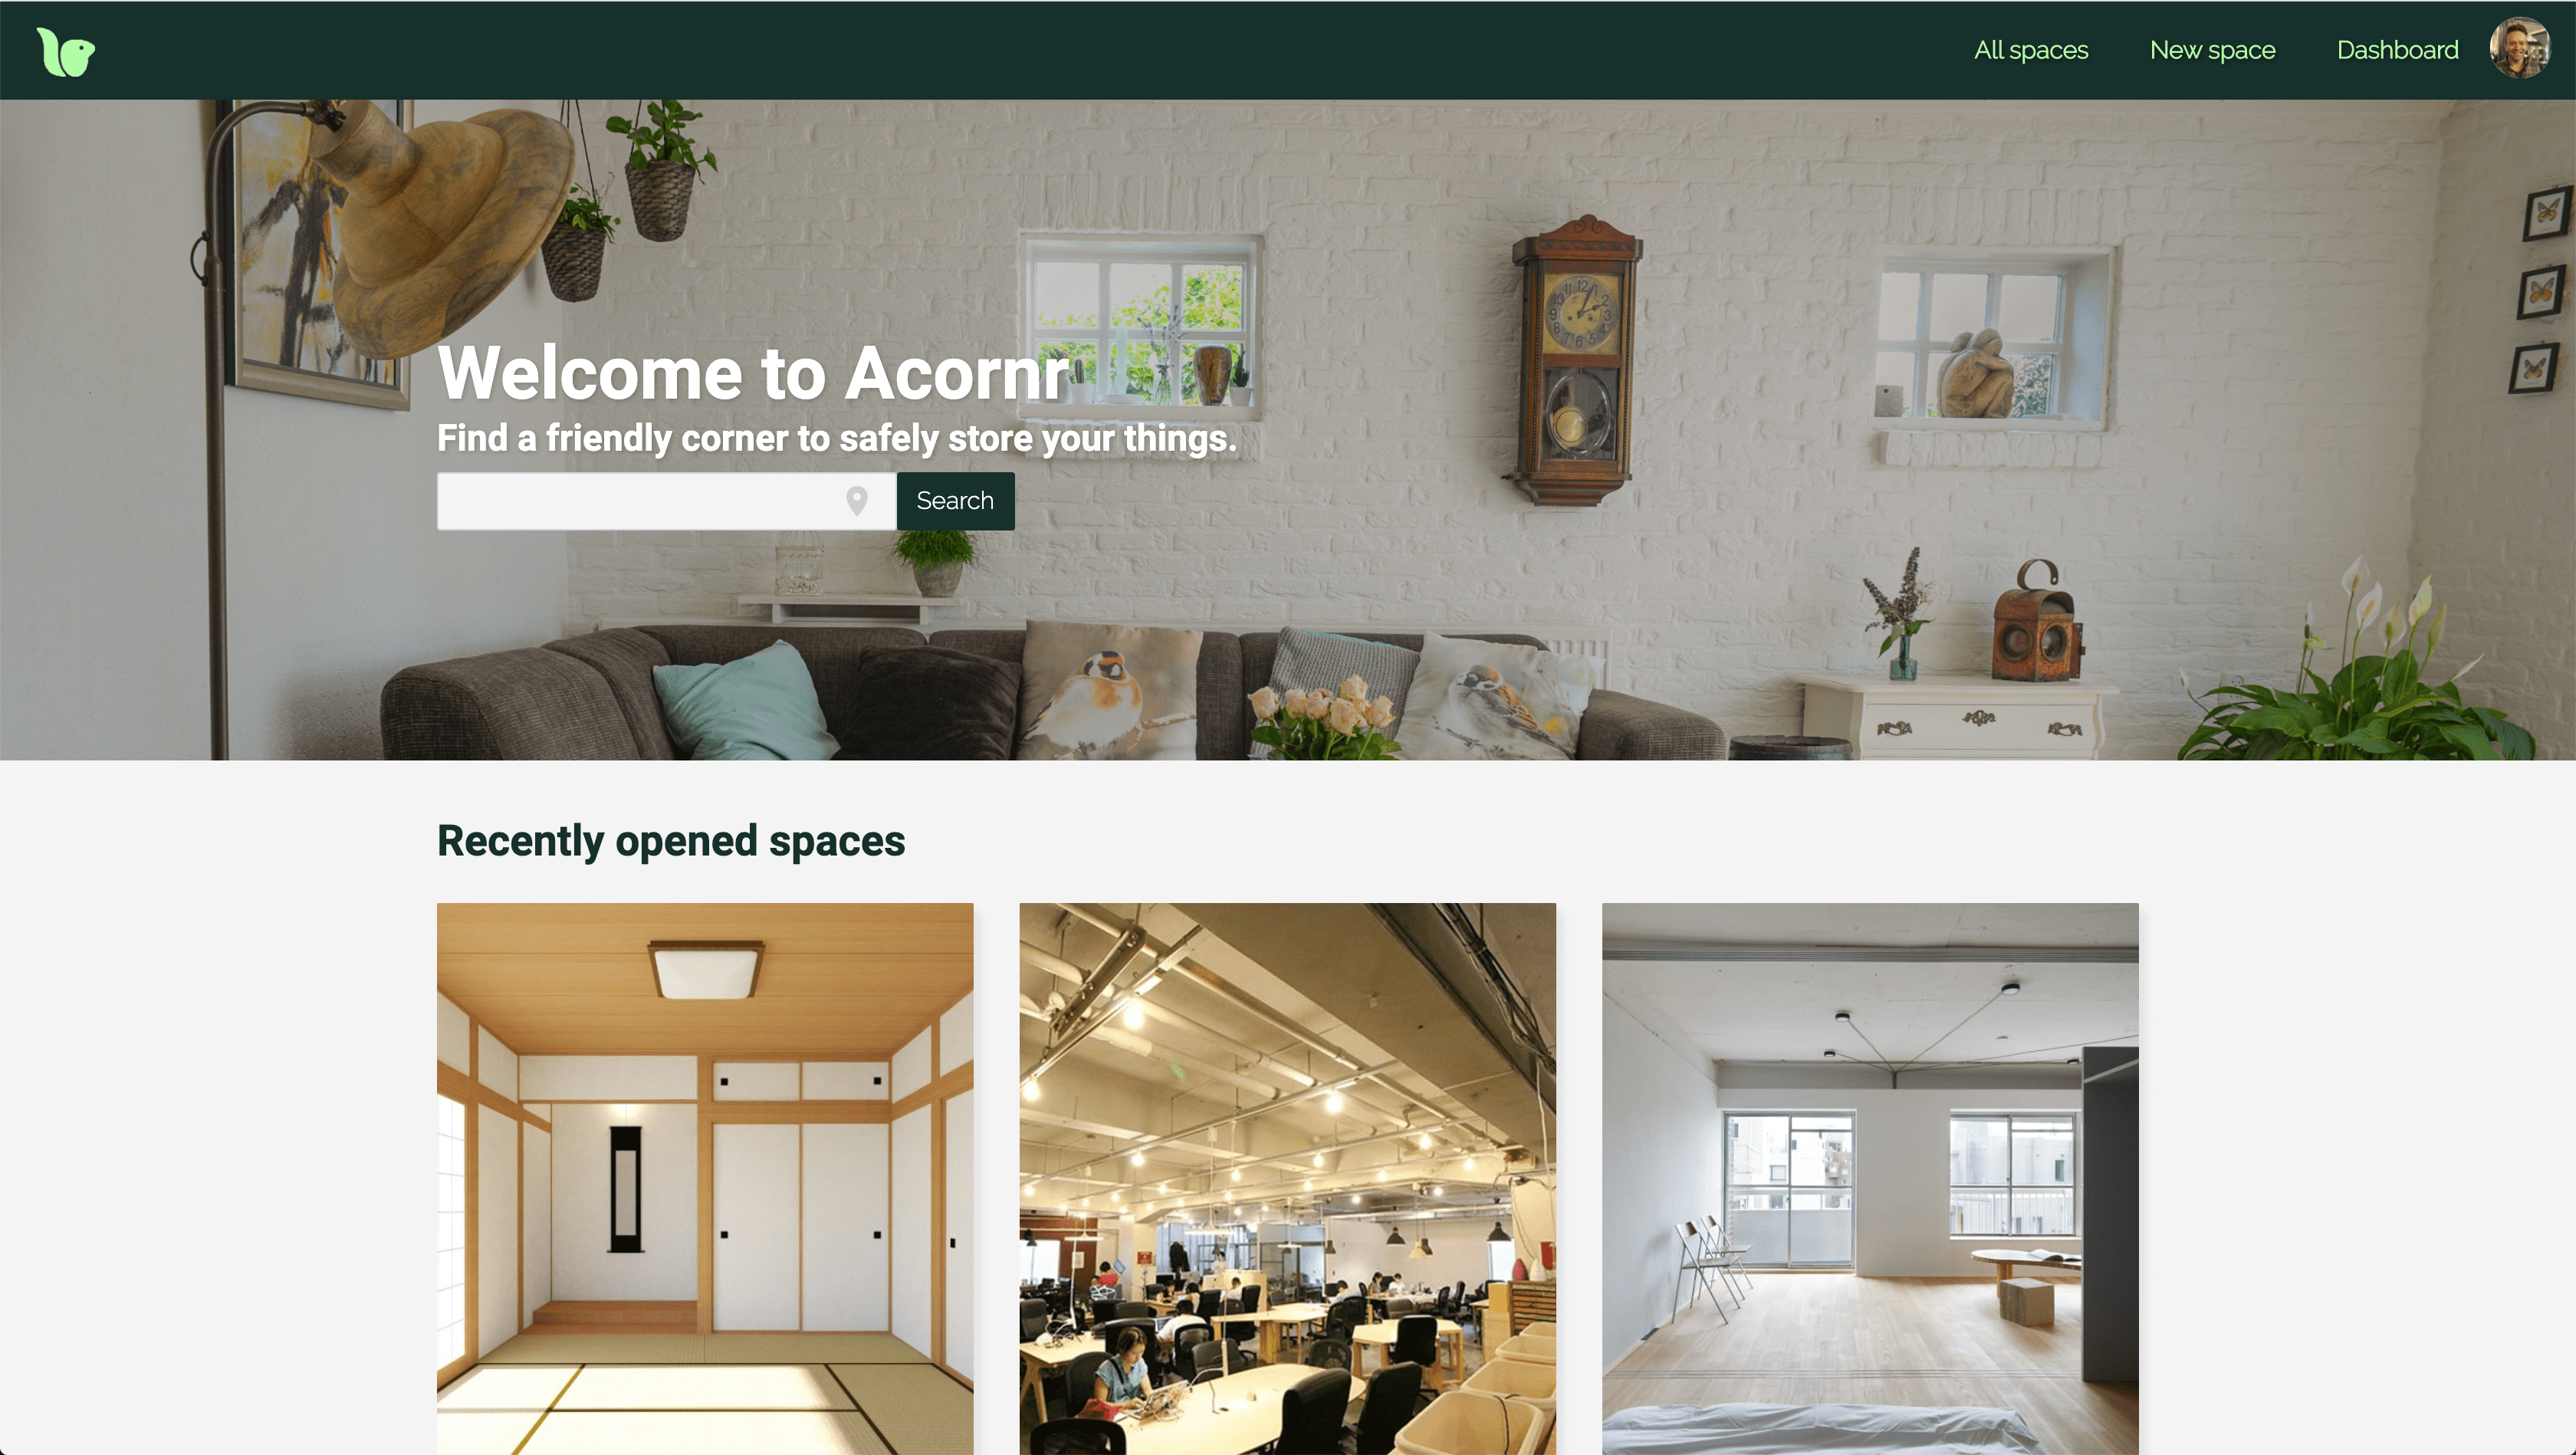 All spaces New space Dashboard
Welcome to Acornr
Find a friendly corner to safely store your things.
Search
Recently opened spaces